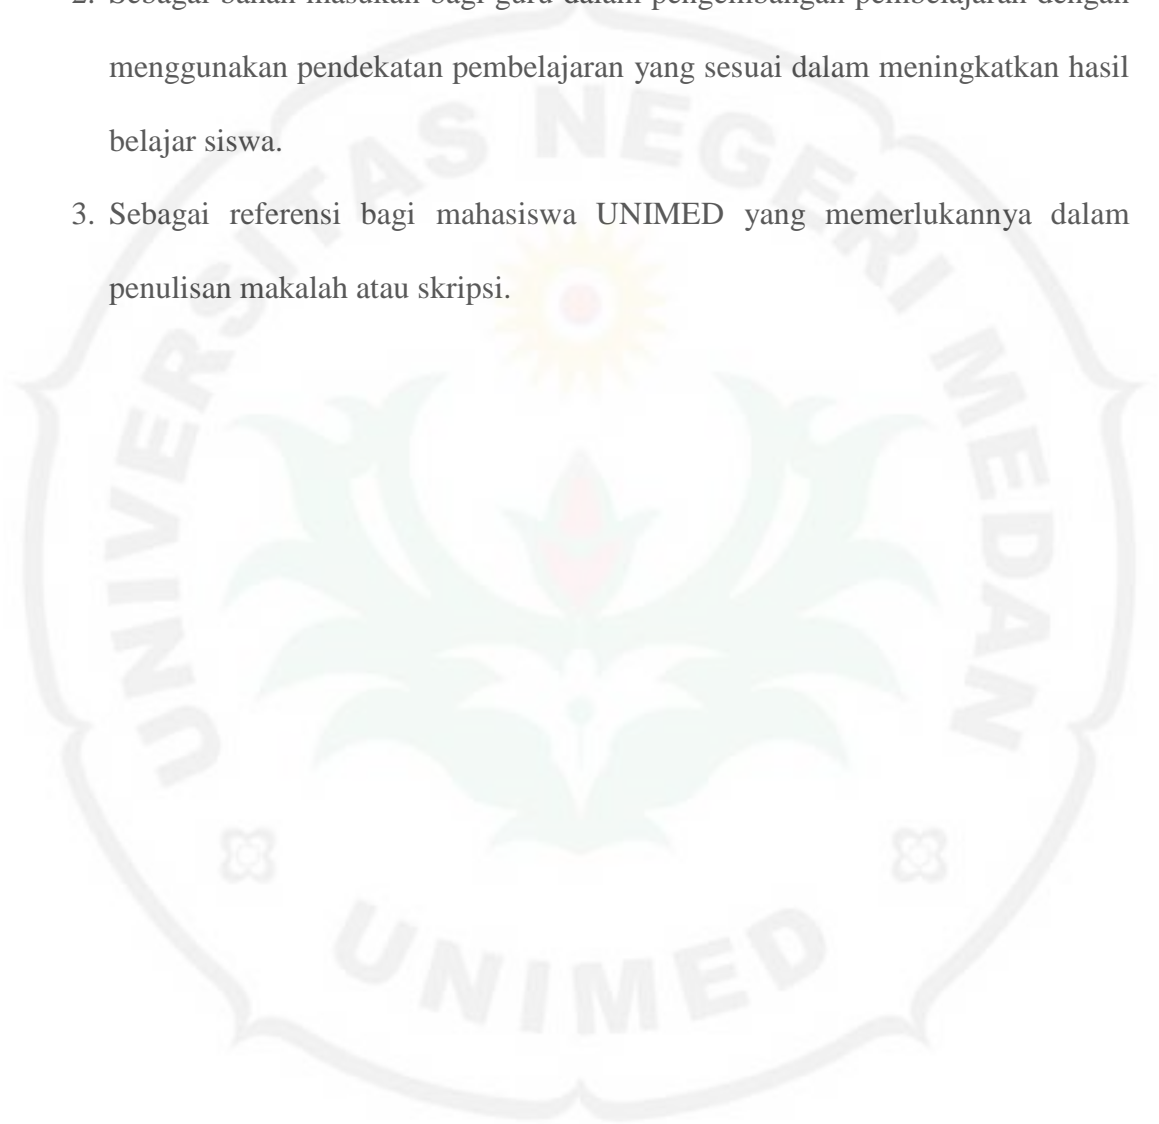 2. Sebagai bahan masukan bagi guru dalam pengembangan pembelajaran dengan
menggunakan pendekatan pembelajaran yang sesuai dalam meningkatkan hasil
belajar siswa.
3. Sebagai referensi bagi mahasiswa UNIMED yang memerlukannya dalam
penulisan makalah atau skripsi.
UNIVERSITAS NEGERI MEDAN
UNIMED